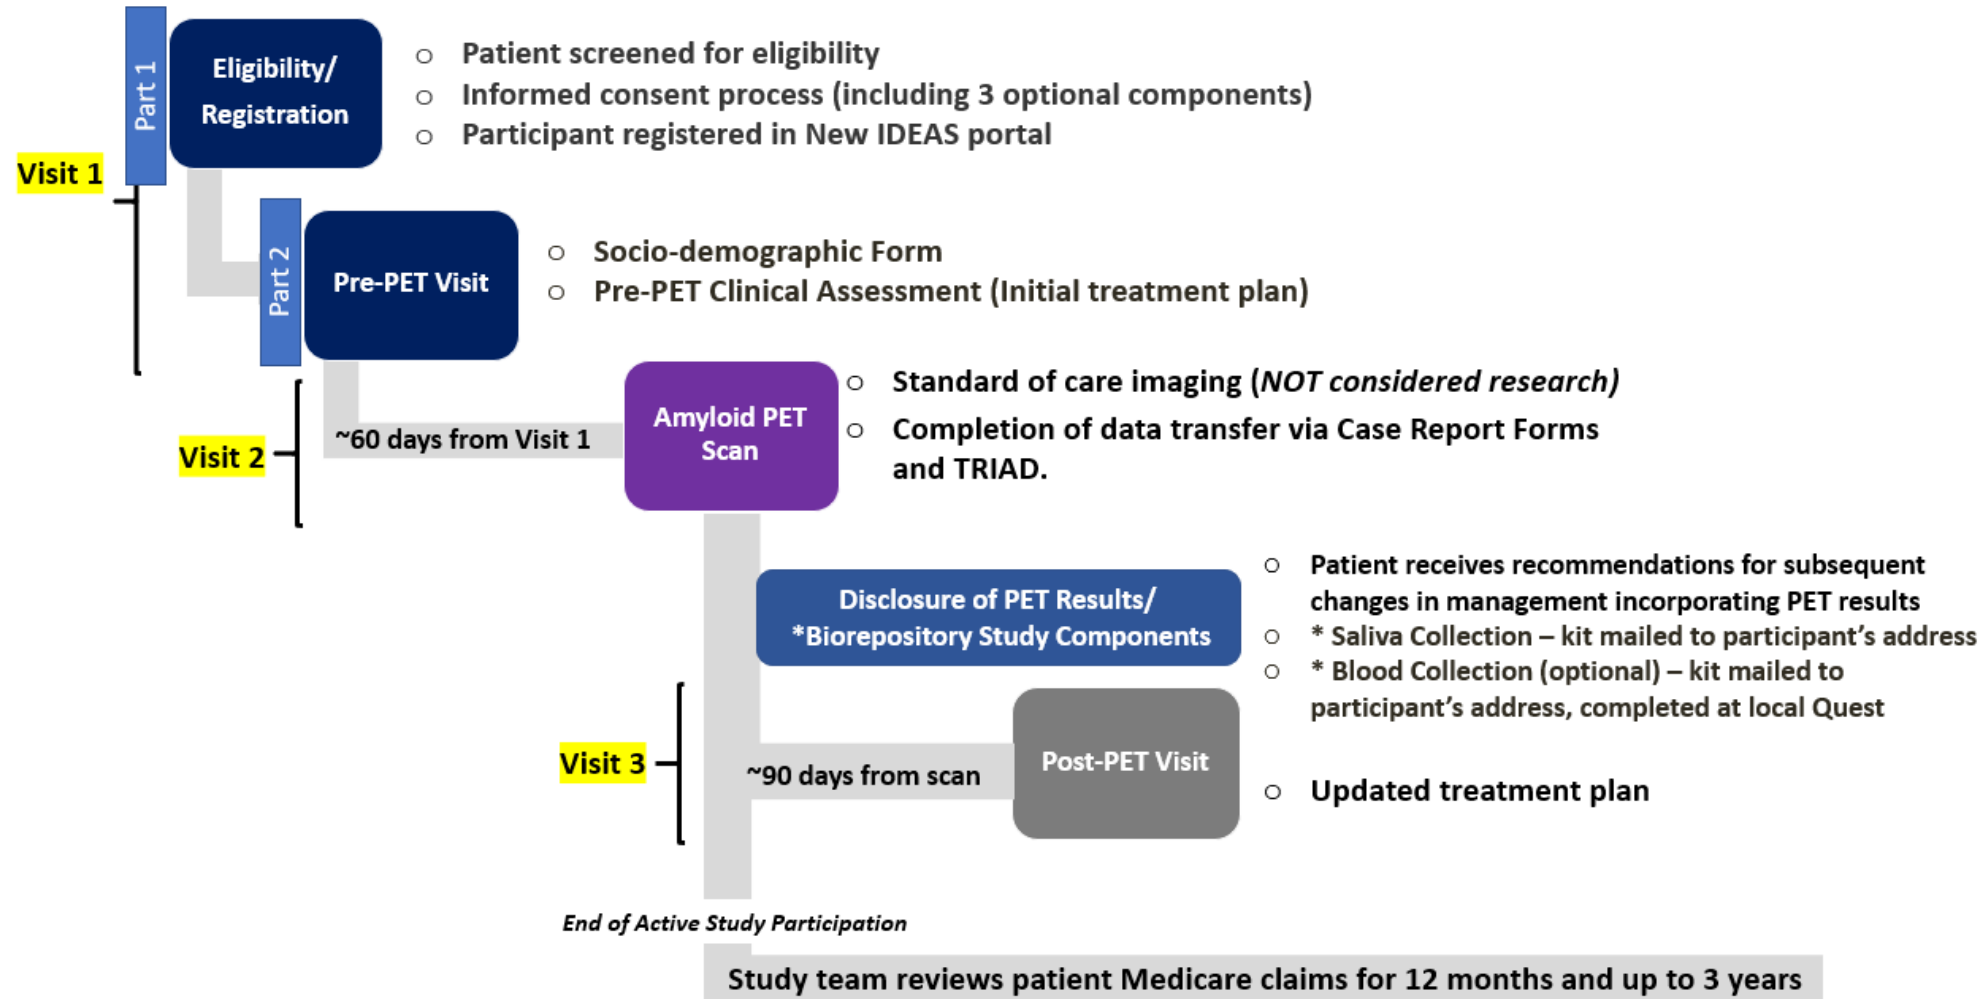 Part 1
Eligibility/
Registration
○ Patient screened for eligibility
○ Informed consent process (including 3 optional components)
○ Participant registered in New IDEAS portal
Visit 1
Part 2
Pre-PET Visit
○ Socio-demographic Form
○ Pre-PET Clinical Assessment (Initial treatment plan)
Visit 2
~60 days from Visit 1
Amyloid PET
Scan
○ Standard of care imaging (NOT considered research)
○ Completion of data transfer via Case Report Forms
and TRIAD.
Disclosure of PET Results/
*Biorepository Study Components
○ Patient receives recommendations for subsequent
changes in management incorporating PET results
○ * Saliva Collection – kit mailed to participant's address
○ * Blood Collection (optional) – kit mailed to
participant's address, completed at local Quest
Visit 3
~90 days from scan
Post-PET Visit
○ Updated treatment plan
End of Active Study Participation
Study team reviews patient Medicare claims for 12 months and up to 3 years